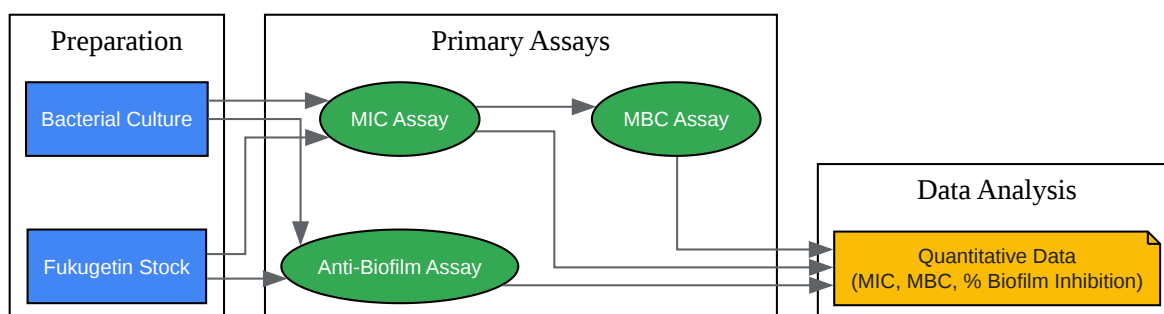 Preparation
Bacterial Culture
Fukugetin Stock
Primary Assays
MIC Assay
MBC Assay
Anti-Biofilm Assay
Data Analysis
Quantitative Data
(MIC, MBC, % Biofilm Inhibition)